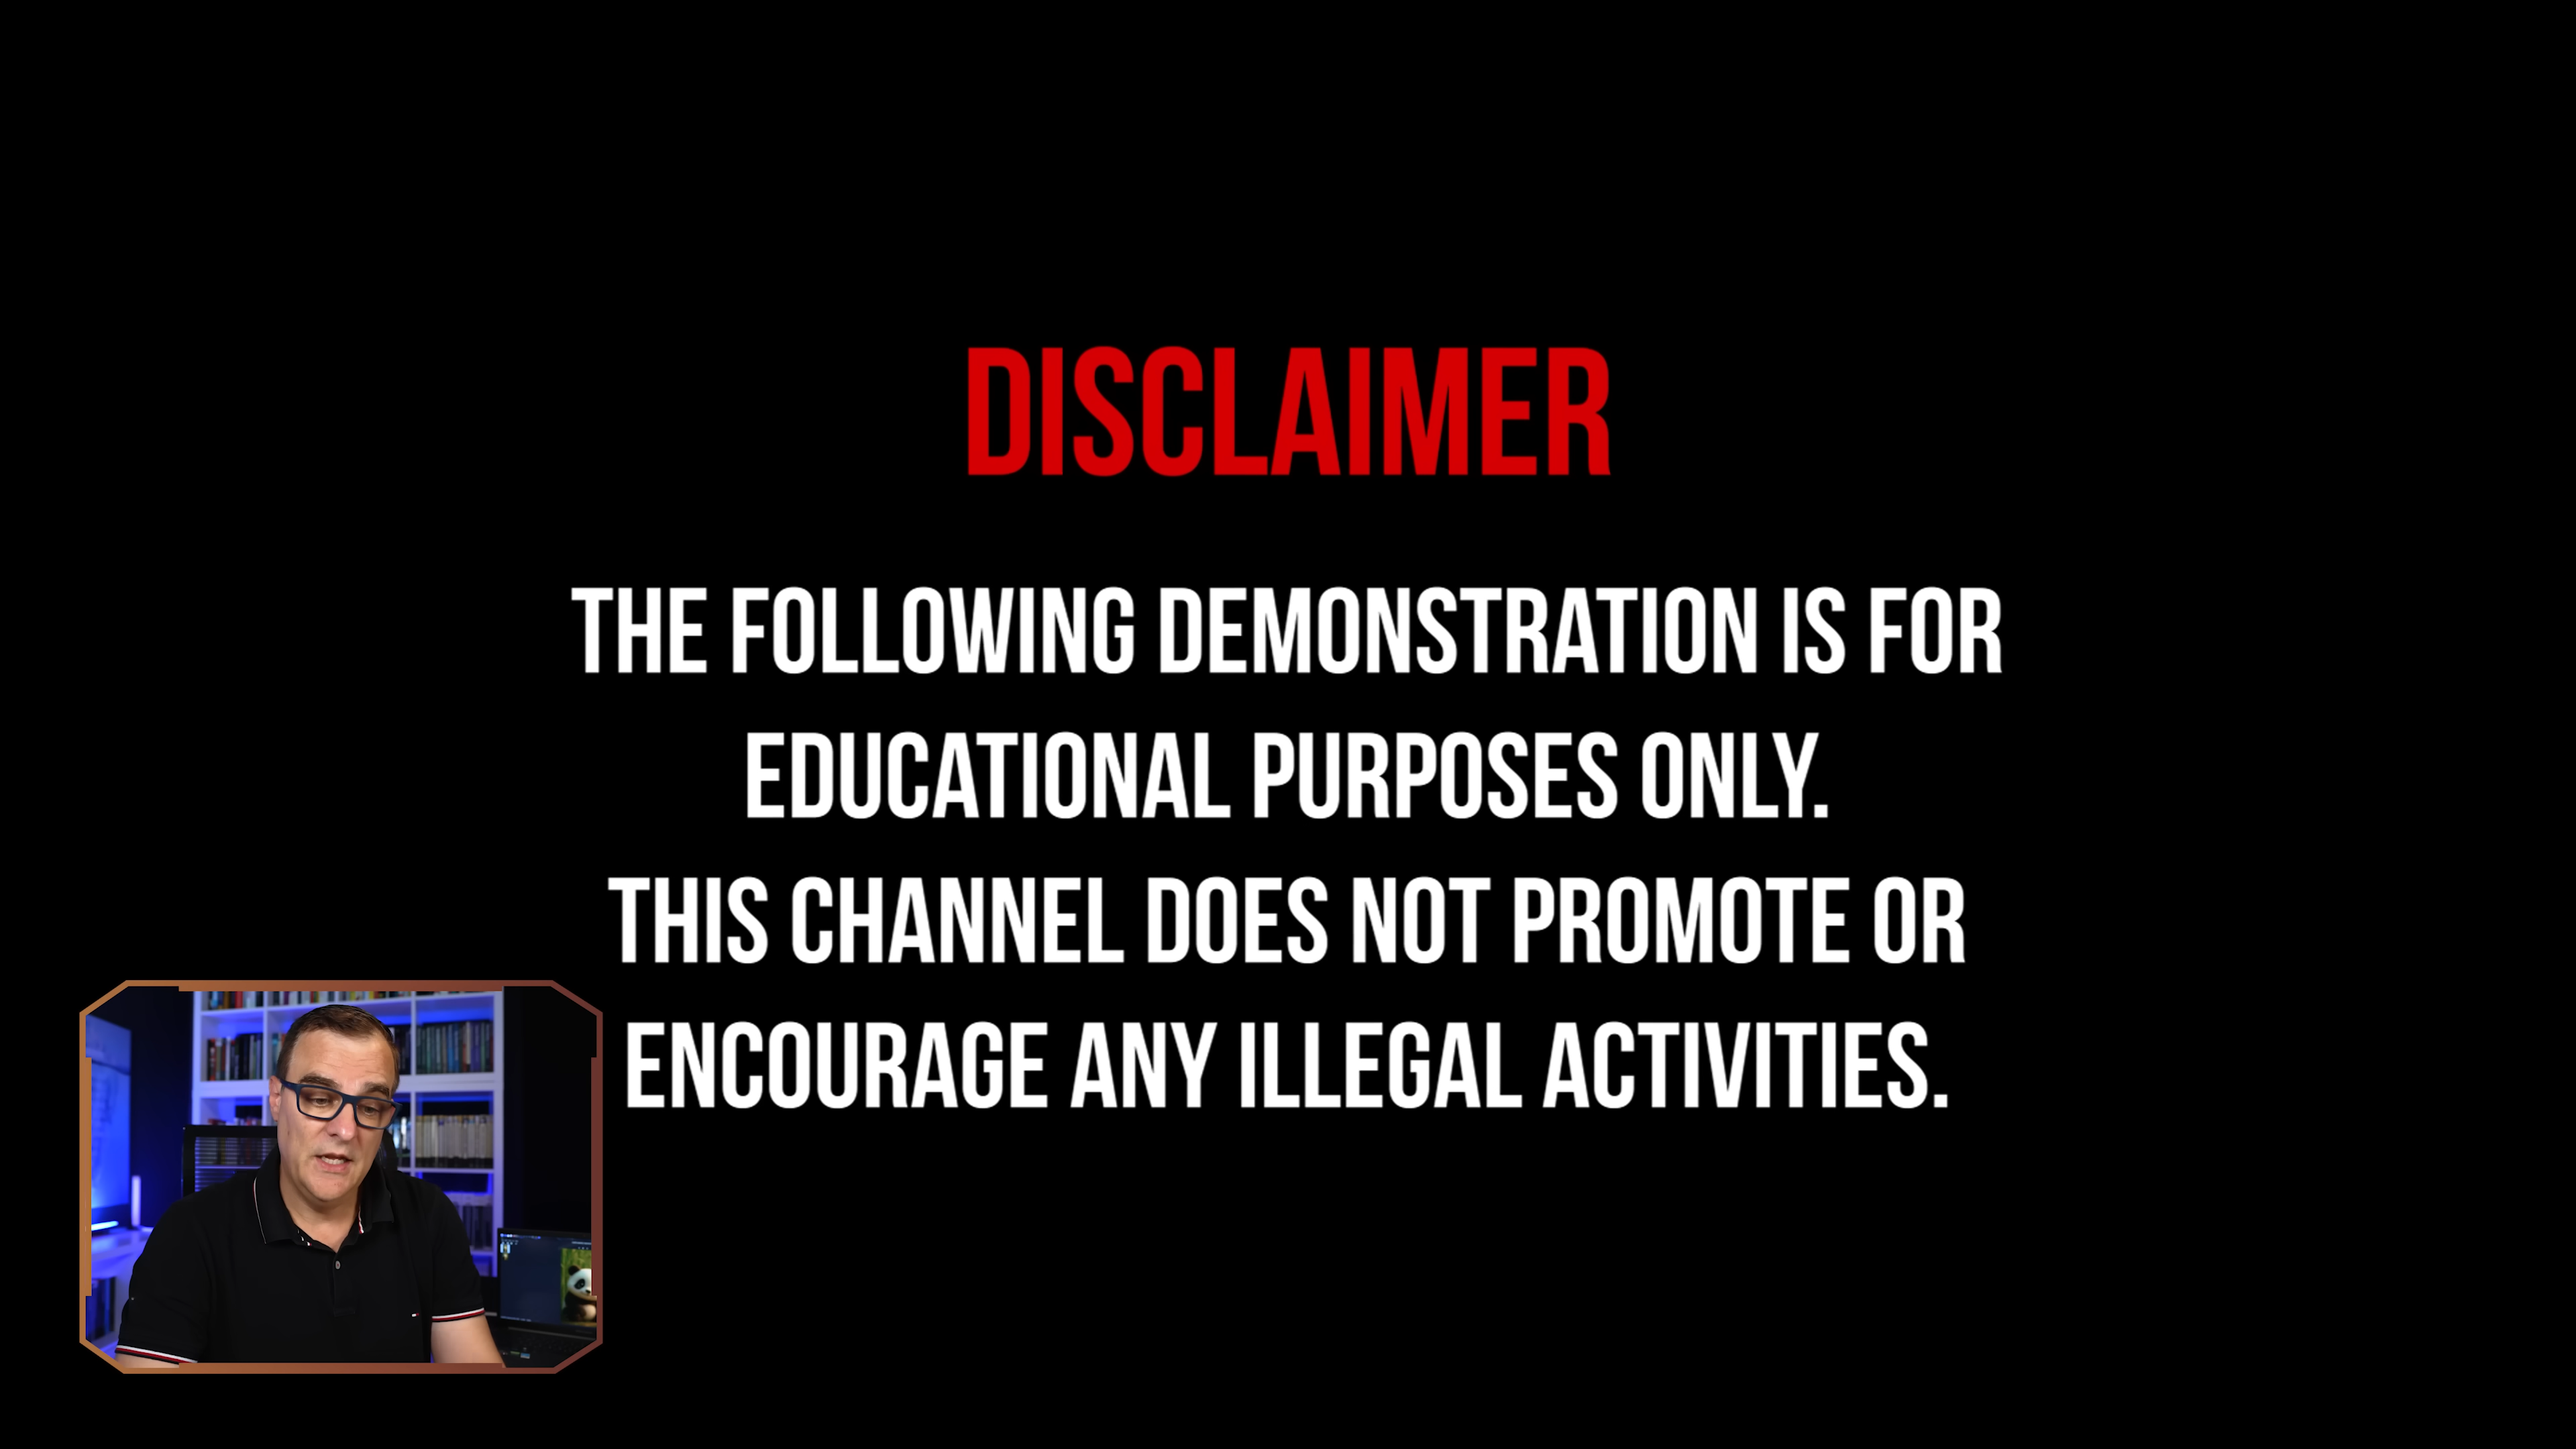 DISCLAIMER
THE FOLLOWING DEMONSTRATION IS FOR
EDUCATIONAL PURPOSES ONLY.
THIS CHANNEL DOES NOT PROMOTE OR
ENCOURAGE ANY ILLEGAL ACTIVITIES.